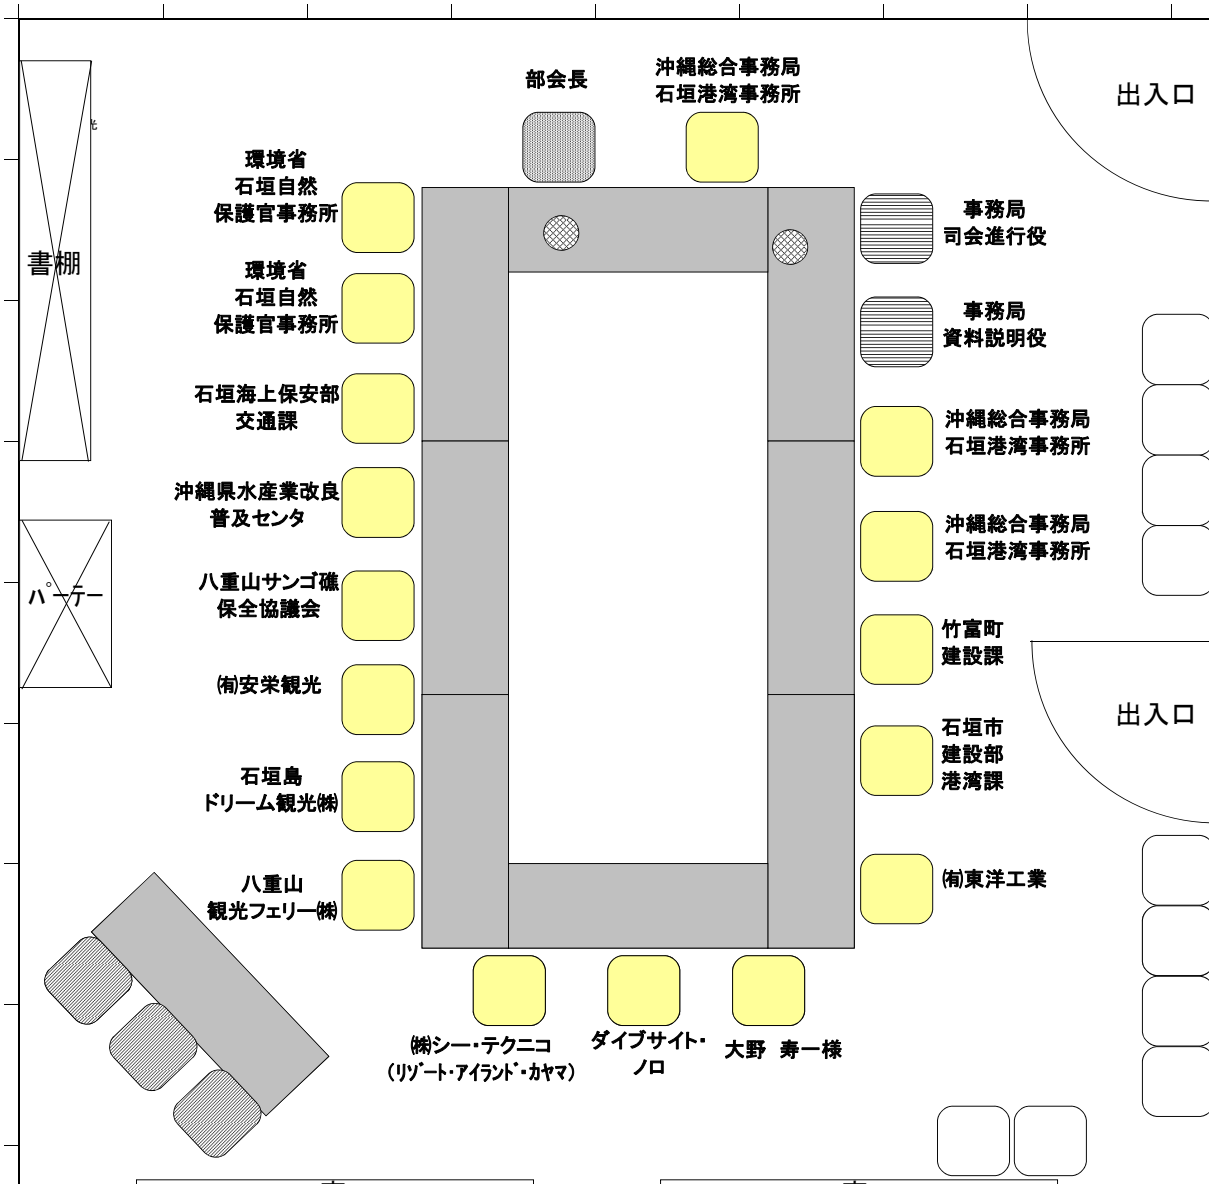 部会長
沖縄総合事務局
石垣港湾事務所
出入口
環境省
石垣自然
保護官事務所
事務局
司会進行役
書棚
環境省
石垣自然
保護官事務所
事務局
資料説明役
石垣海上保安部
交通課
沖縄総合事務局
石垣港湾事務所
沖縄県水産業改良
普及センタ
沖縄総合事務局
石垣港湾事務所
パーテー
八重山サンゴ礁
保全協議会
竹富町
建設課
㈲安栄観光
出入口
石垣市
建設部
港湾課
石垣島
ドリーム観光㈱
八重山
観光フェリー㈱
㈲東洋工業
㈱シー・テクニコ
（リゾート・アイランド・カヤマ）
ダイブサイト・
ノロ
大野　寿一様